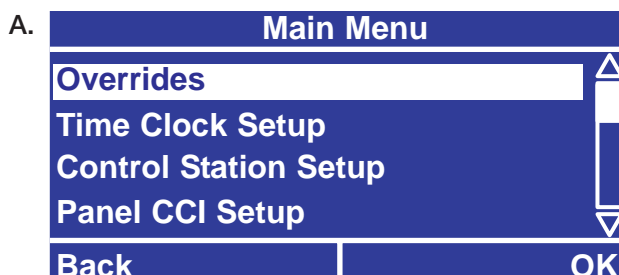 A.
Main Menu
Overrides
Time Clock Setup
Control Station Setup
Panel CCI Setup
Back OK